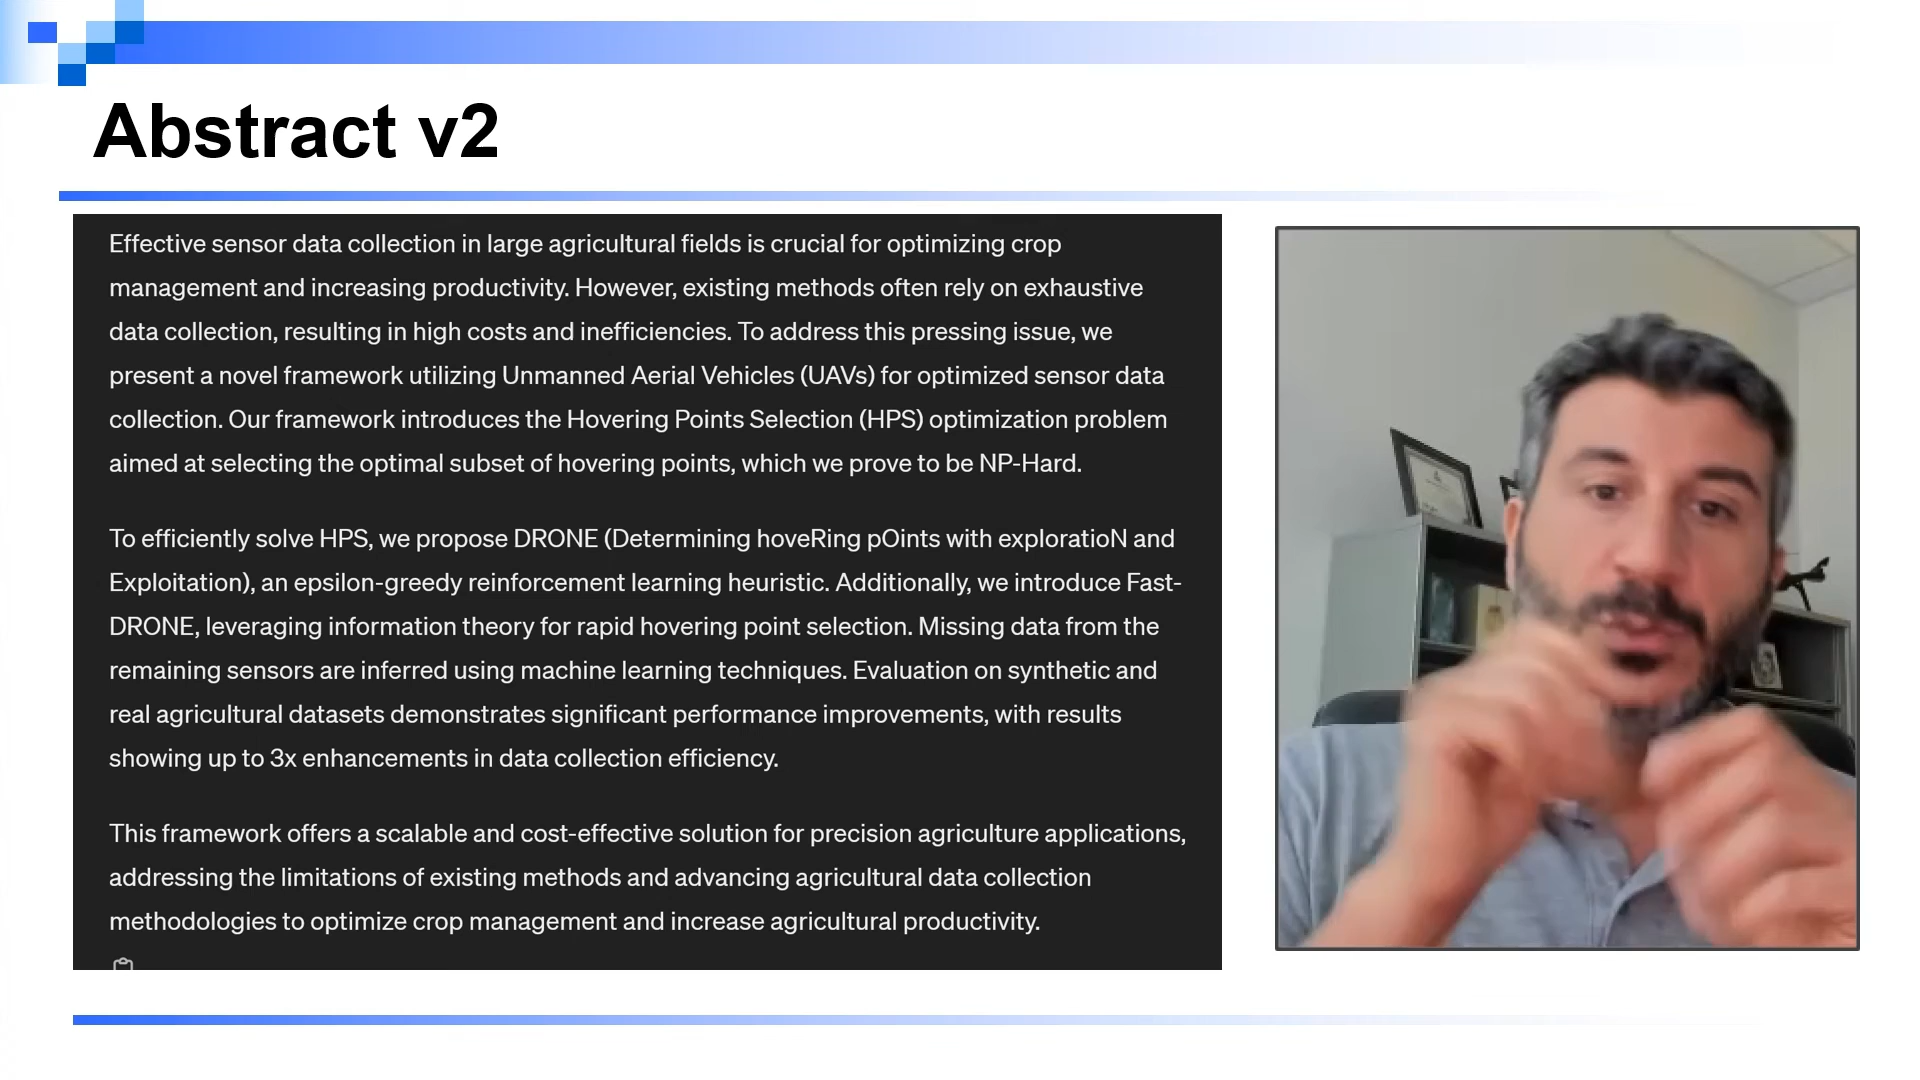 Abstract v2
Effective sensor data collection in large agricultural fields is crucial for optimizing crop
management and increasing productivity. However, existing methods often rely on exhaustive
data collection, resulting in high costs and inefficiencies. To address this pressing issue, we
present a novel framework utilizing Unmanned Aerial Vehicles (UAVs) for optimized sensor data
collection. Our framework introduces the Hovering Points Selection (HPS) optimization problem
aimed at selecting the optimal subset of hovering points, which we prove to be NP-Hard.
To efficiently solve HPS, we propose DRONE (Determining hoveRing pOints with exploratioN and
Exploitation), an epsilon-greedy reinforcement learning heuristic. Additionally, we introduce Fast-
DRONE, leveraging information theory for rapid hovering point selection. Missing data from the
remaining sensors are inferred using machine learning techniques. Evaluation on synthetic and
real agricultural datasets demonstrates significant performance improvements, with results
showing up to 3x enhancements in data collection efficiency.
This framework offers a scalable and cost-effective solution for precision agriculture applications,
addressing the limitations of existing methods and advancing agricultural data collection
methodologies to optimize crop management and increase agricultural productivity.